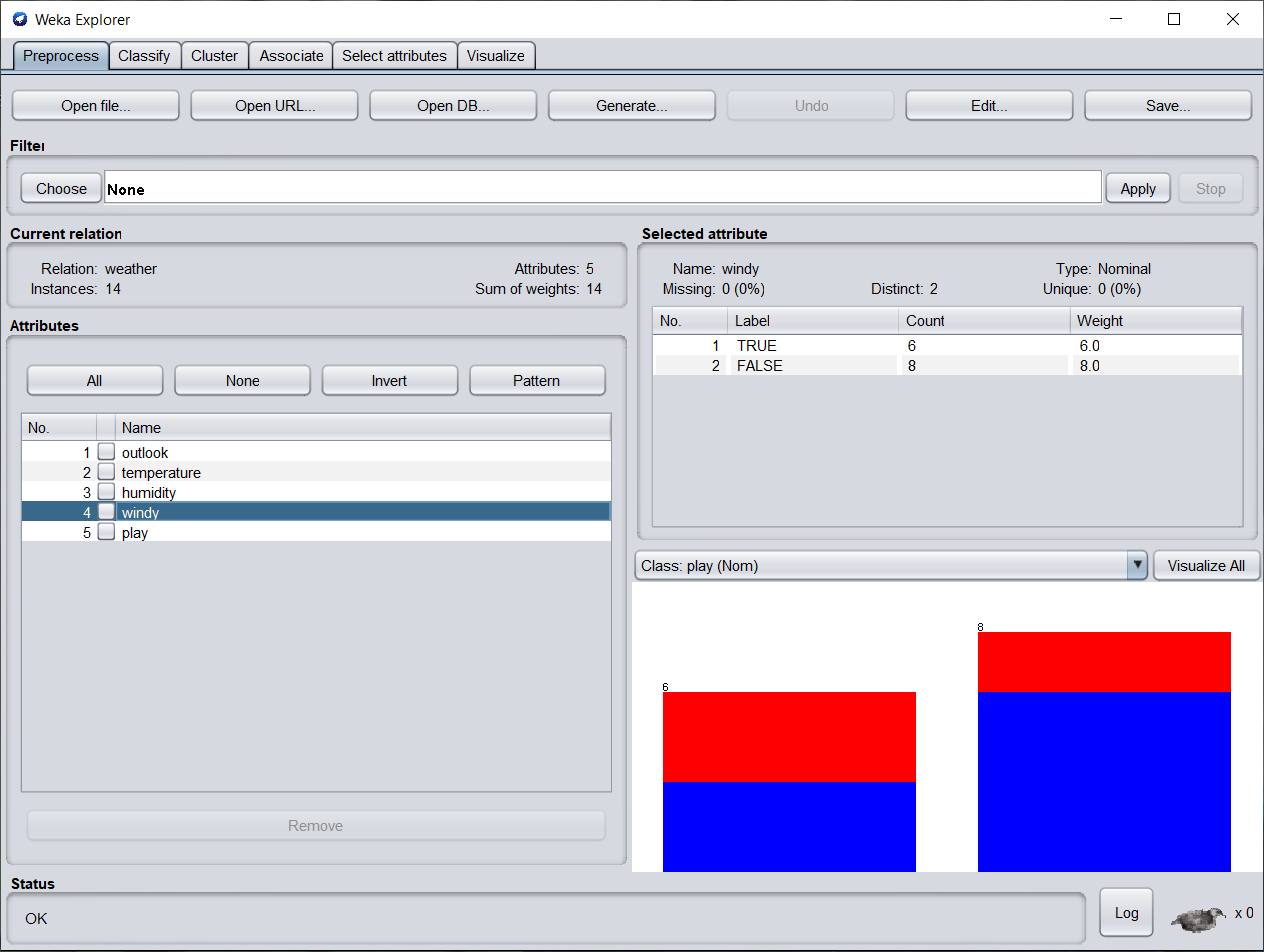 Weka Explorer
Preprocess Classify Cluster Associate Select attributes Visualize
Open file... Open URL... Open DB... Generate... Undo Edit... Save...
Filter
Choose None Apply Stop
Current relation
Relation: weather Attributes: 5
Instances: 14 Sum of weights: 14
Attributes
All None Invert Pattern
No. Name
1 outlook
2 temperature
3 humidity
4 windy
5 play
Remove
Selected attribute
Name: windy Type: Nominal
Missing: 0 (0%) Distinct: 2 Unique: 0 (0%)
No. Label Count Weight
1 TRUE 6 6.0
2 FALSE 8 8.0
Class: play (Nom) Visualize All
8
6
Status
OK Log x 0